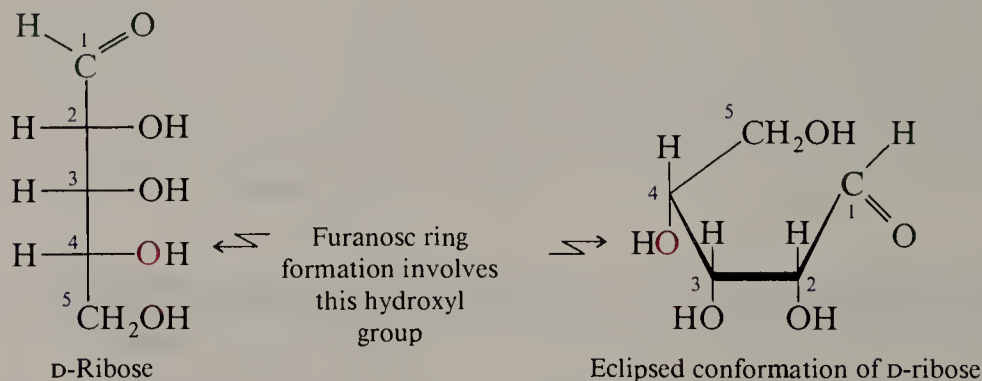 H O
1
C
2
H OH
3
H OH
4
H OH
5
CH2OH
D-Ribose
Furanosc ring
formation involves
this hydroxyl
group
5
H CH2OH H
4 C
1
HO H H O
3 2
HO OH
Eclipsed conformation of D-ribose